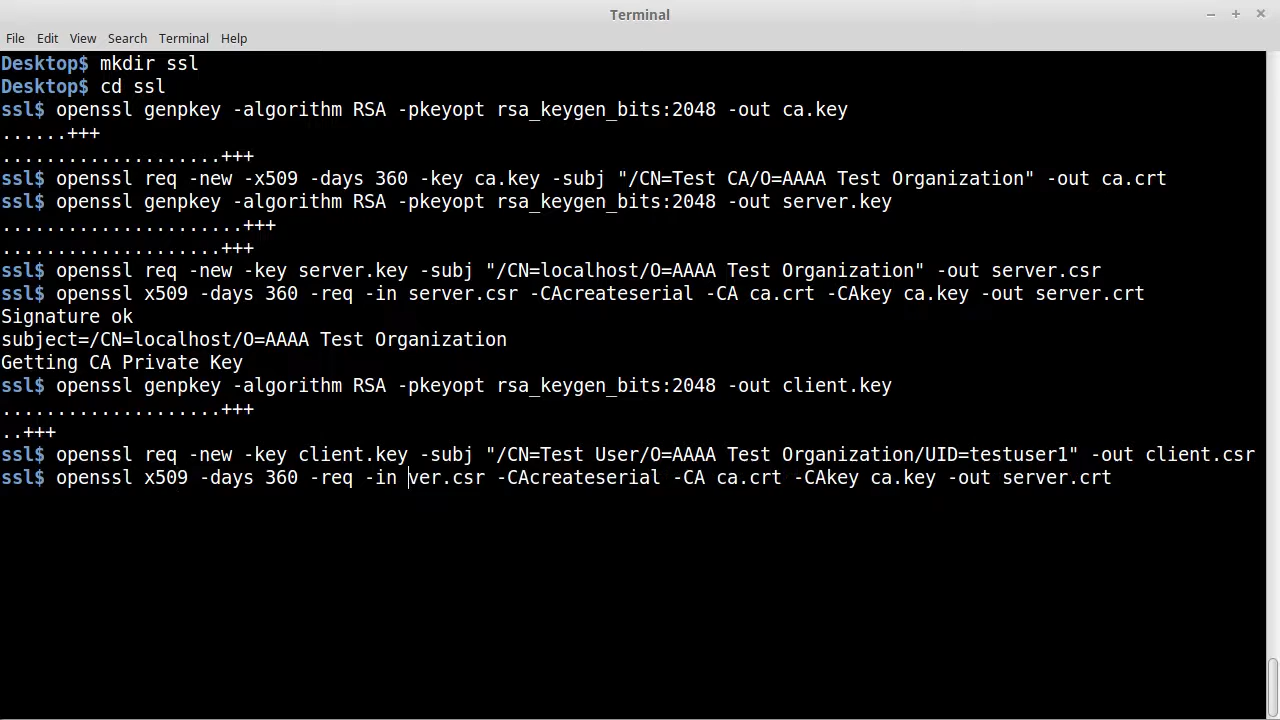 Terminal
File Edit View Search Terminal Help
Desktop$ mkdir ssl
Desktop$ cd ssl
ssl$ openssl genpkey -algorithm RSA -pkeyopt rsa_keygen_bits:2048 -out ca.key
......+++
....................+++
ssl$ openssl req -new -x509 -days 360 -key ca.key -subj "/CN=Test CA/O=AAAA Test Organization" -out ca.crt
ssl$ openssl genpkey -algorithm RSA -pkeyopt rsa_keygen_bits:2048 -out server.key
......................+++
....................+++
ssl$ openssl req -new -key server.key -subj "/CN=localhost/O=AAAA Test Organization" -out server.csr
ssl$ openssl x509 -days 360 -req -in server.csr -CAcreateserial -CA ca.crt -CAkey ca.key -out server.crt
Signature ok
subject=/CN=localhost/O=AAAA Test Organization
Getting CA Private Key
ssl$ openssl genpkey -algorithm RSA -pkeyopt rsa_keygen_bits:2048 -out client.key
....................+++
..+++
ssl$ openssl req -new -key client.key -subj "/CN=Test User/O=AAAA Test Organization/UID=testuser1" -out client.csr
ssl$ openssl x509 -days 360 -req -in ver.csr -CAcreateserial -CA ca.crt -CAkey ca.key -out server.crt